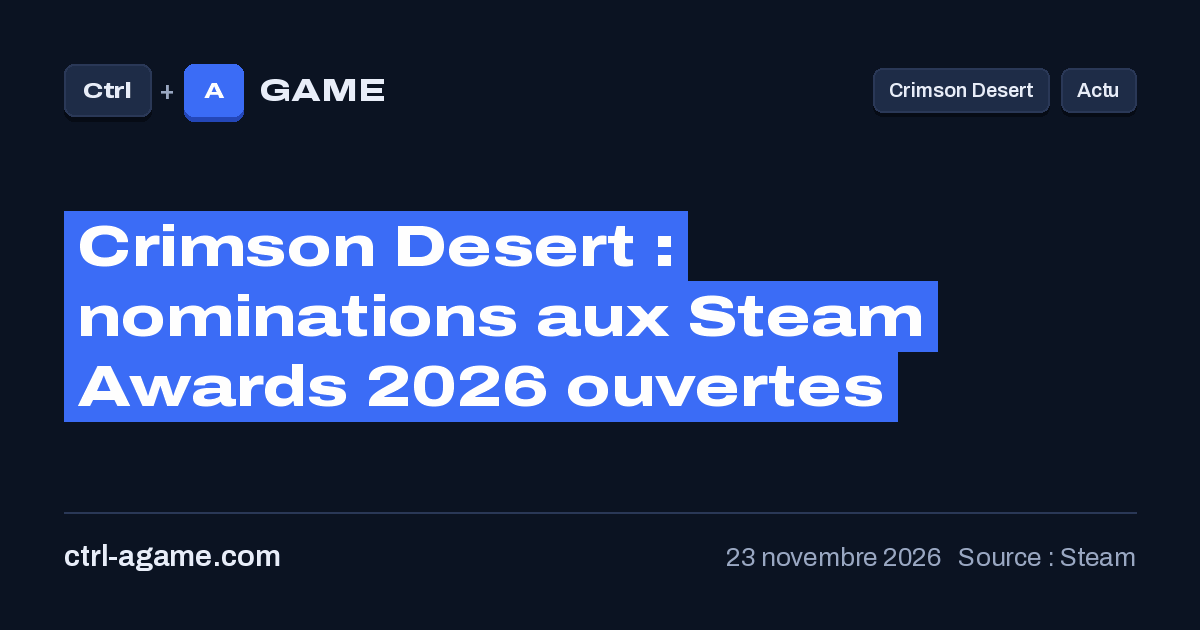 Ctrl + A GAME
Crimson Desert Actu
Crimson Desert :
nominations aux Steam
Awards 2026 ouvertes
ctrl-agame.com
23 novembre 2026 Source : Steam